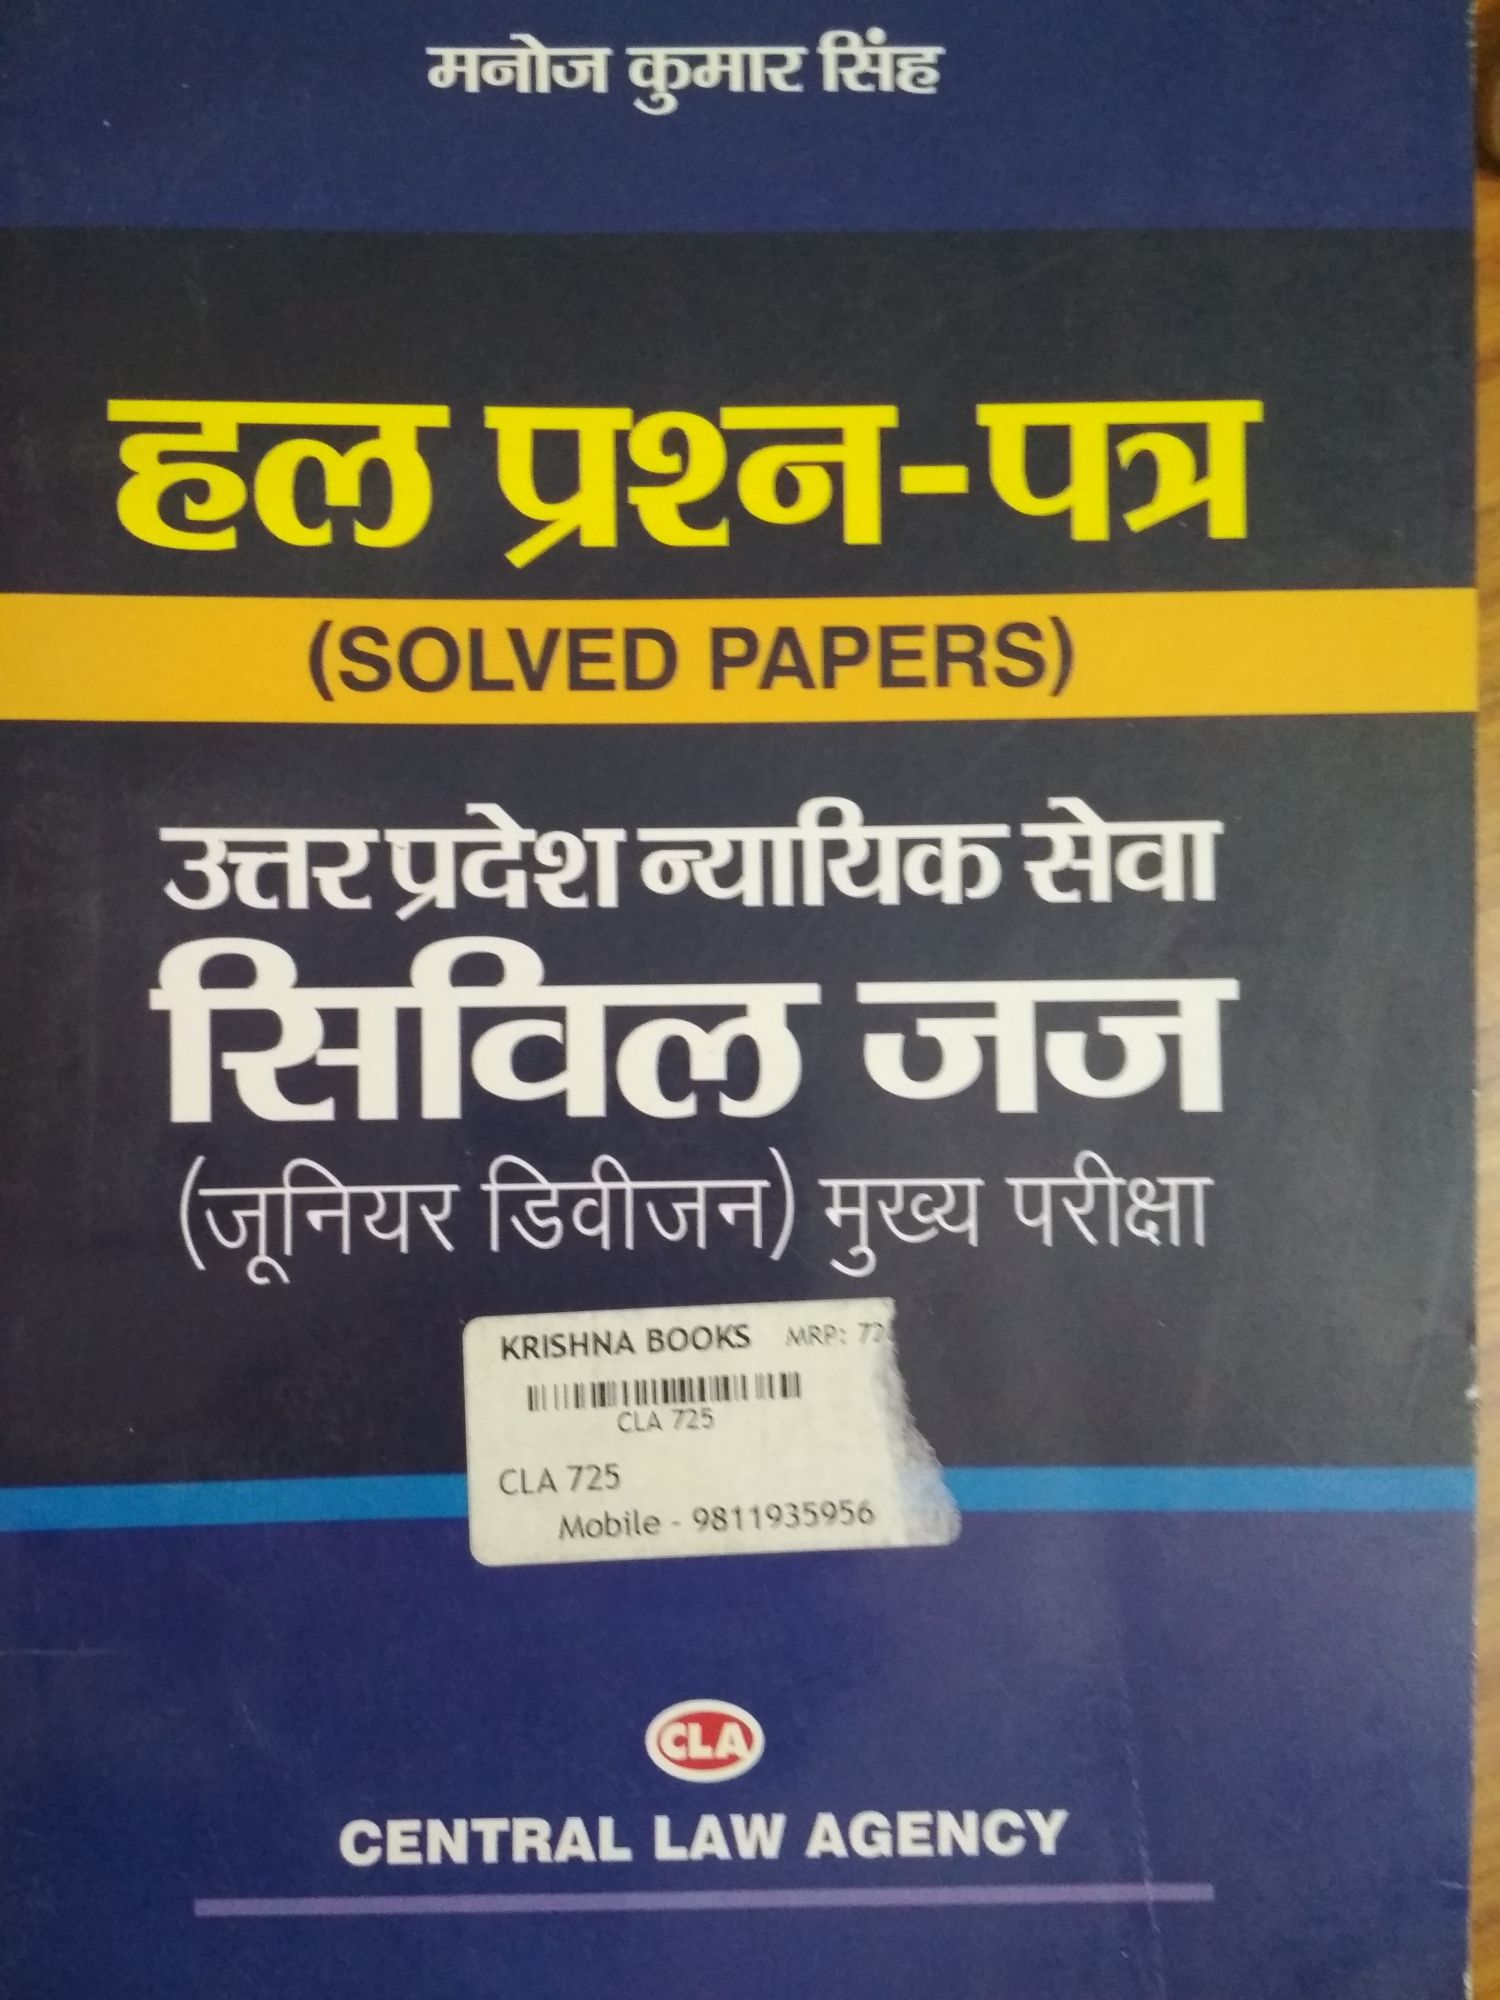 मनोज कुमार सिंह
हल प्रश्न-पत्र
(SOLVED PAPERS)
उत्तर प्रदेश न्यायिक सेवा
सिविल जज
(जूनियर डिवीजन) मुख्य परीक्षा
KRISHNA BOOKS MRP:
CLA 725
CLA 725
Mobile - 9811935956
CLA
CENTRAL LAW AGENCY